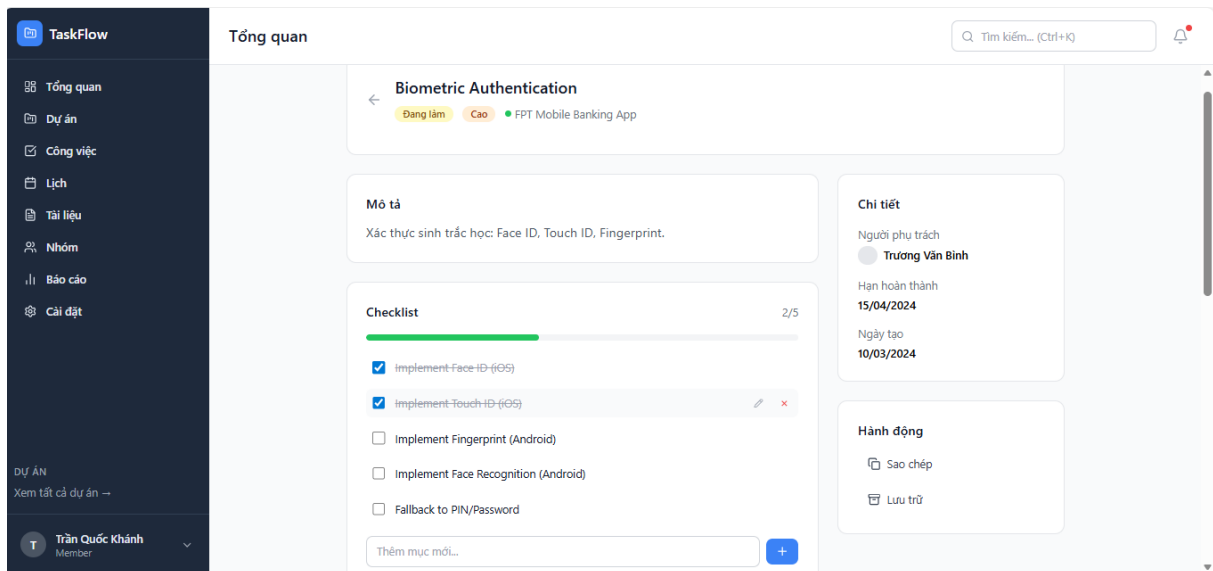 TaskFlow
Tổng quan
Dự án
Công việc
Lịch
Tài liệu
Nhóm
Báo cáo
Cài đặt
DỰ ÁN
Xem tất cả dự án →
T
Trần Quốc Khánh
Member
Tổng quan
Tìm kiếm... (Ctrl+K)
Biometric Authentication
Đang làm Cao FPT Mobile Banking App
Mô tả
Xác thực sinh trắc học: Face ID, Touch ID, Fingerprint.
Checklist 2/5
Implement Face ID (iOS)
Implement Touch ID (iOS)
Implement Fingerprint (Android)
Implement Face Recognition (Android)
Fallback to PIN/Password
Thêm mục mới...
Chi tiết
Người phụ trách
Trương Văn Bình
Hạn hoàn thành
15/04/2024
Ngày tạo
10/03/2024
Hành động
Sao chép
Lưu trữ